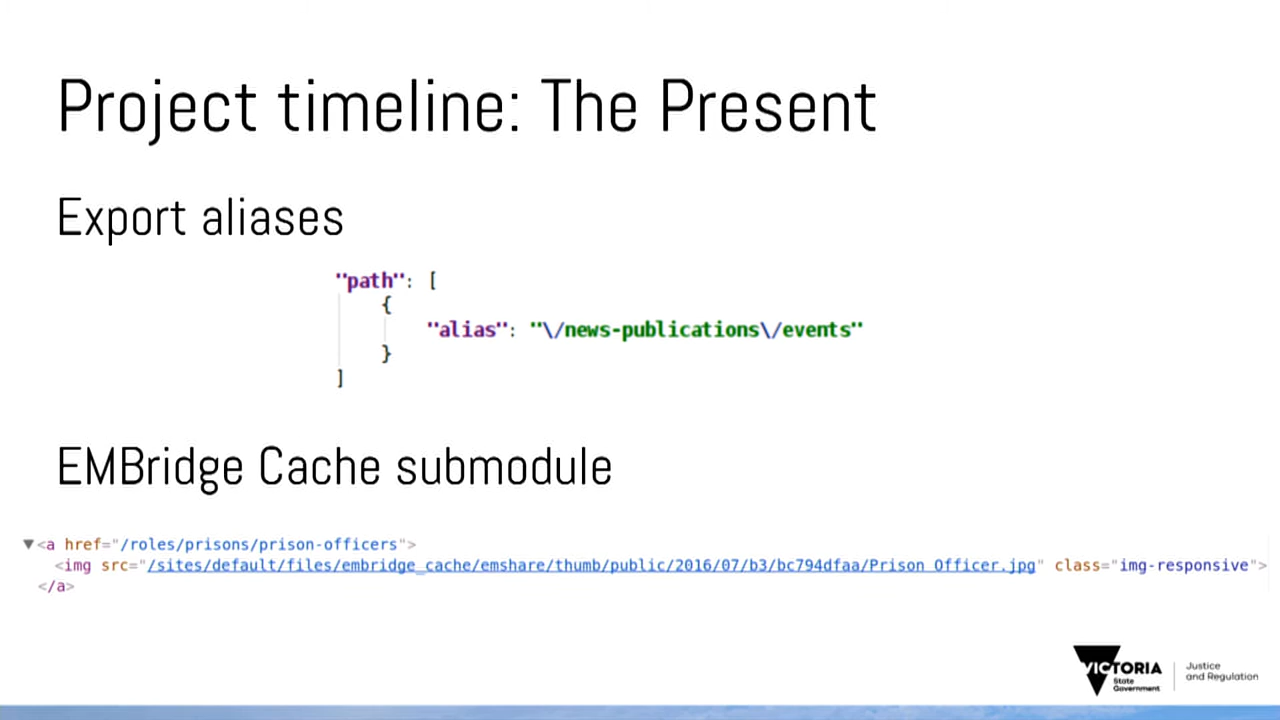 Project timeline: The Present
Export aliases
"path": [
{
"alias": "\/news-publications\/events"
}
]
EMBridge Cache submodule
▼<a href="/roles/prisons/prison-officers">
<img src="/sites/default/files/embridge_cache/emshare/thumb/public/2016/07/b3/bc794dfaa/Prison_Officer.jpg" class="img-responsive">
</a>
VICTORIA
State
Government
Justice
and Regulation